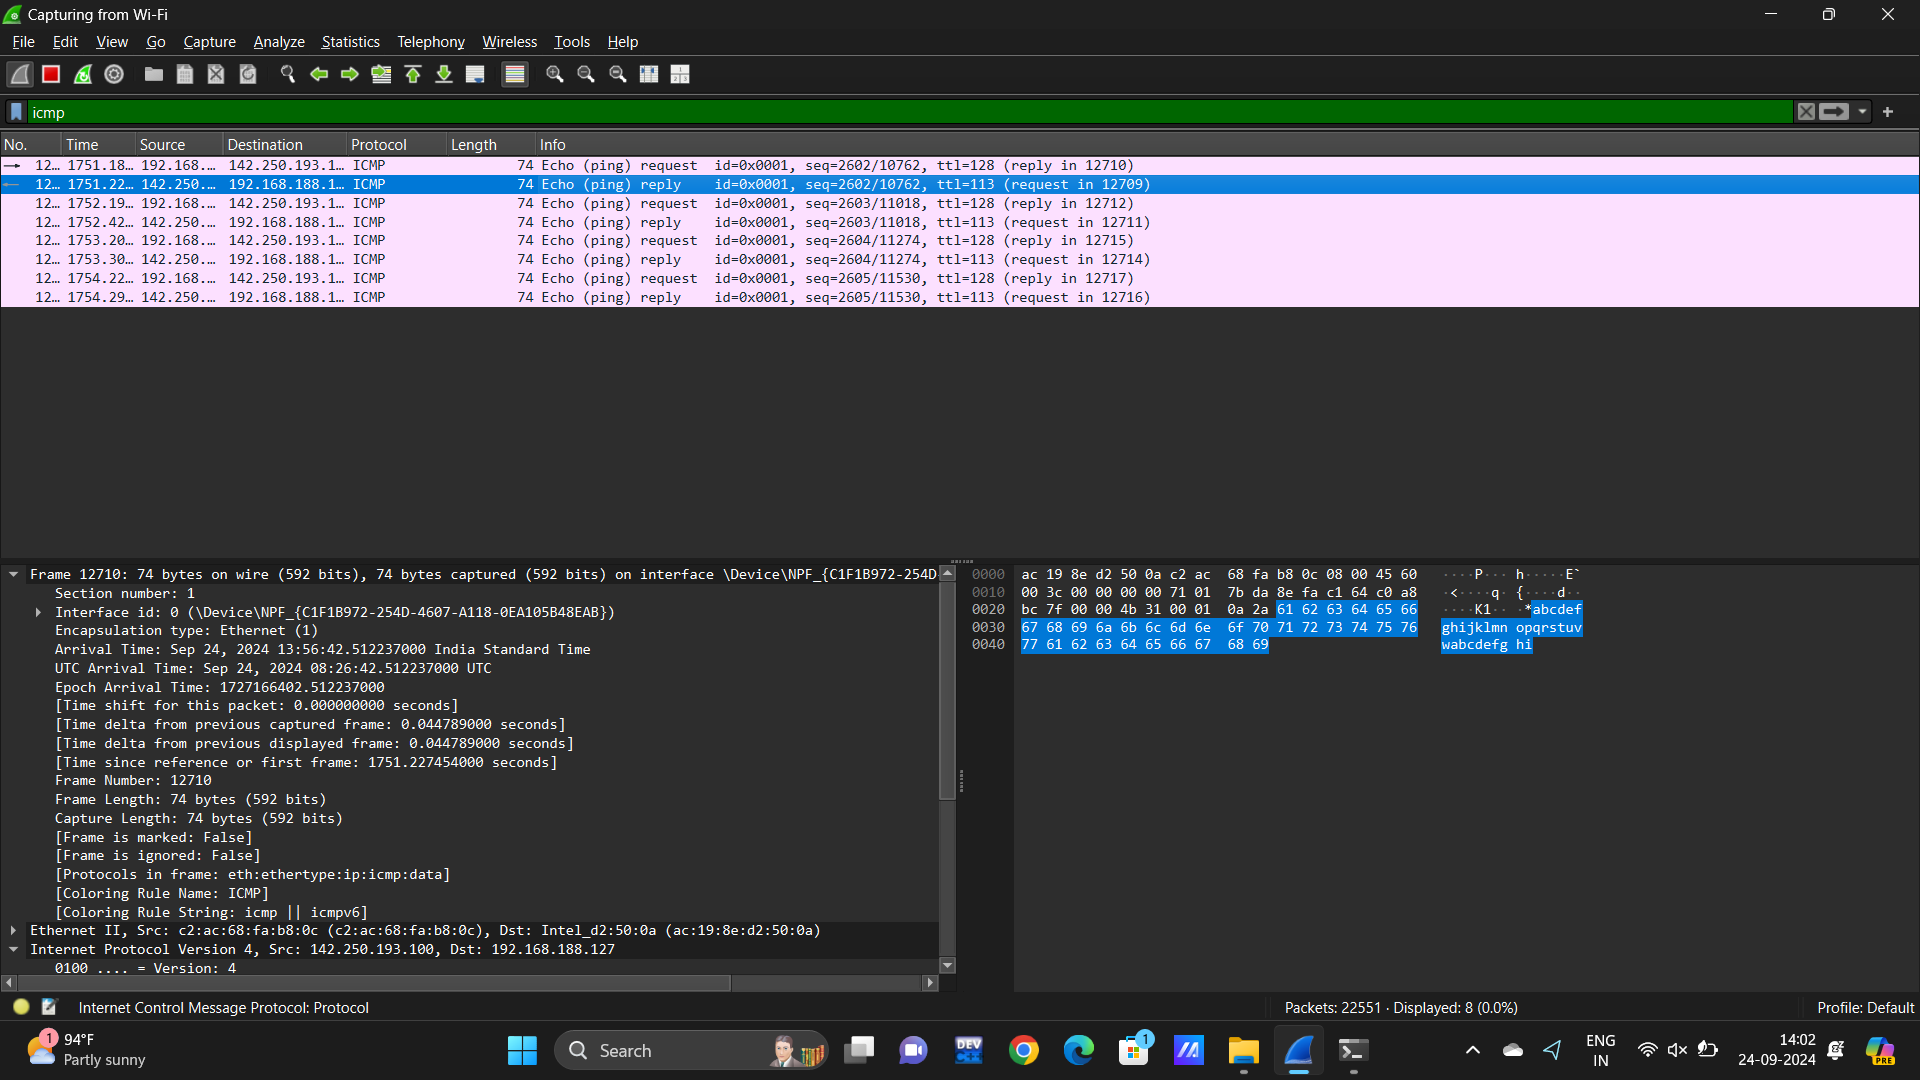 Capturing from Wi-Fi
File Edit View Go Capture Analyze Statistics Telephony Wireless Tools Help
icmp
No. Time Source Destination Protocol Length Info
12… 1751.18… 192.168.… 142.250.193.1… ICMP 74 Echo (ping) request id=0x0001, seq=2602/10762, ttl=128 (reply in 12710)
12… 1751.22… 142.250.… 192.168.188.1… ICMP 74 Echo (ping) reply id=0x0001, seq=2602/10762, ttl=113 (request in 12709)
12… 1752.19… 192.168.… 142.250.193.1… ICMP 74 Echo (ping) request id=0x0001, seq=2603/11018, ttl=128 (reply in 12712)
12… 1752.42… 142.250.… 192.168.188.1… ICMP 74 Echo (ping) reply id=0x0001, seq=2603/11018, ttl=113 (request in 12711)
12… 1753.20… 192.168.… 142.250.193.1… ICMP 74 Echo (ping) request id=0x0001, seq=2604/11274, ttl=128 (reply in 12715)
12… 1753.30… 142.250.… 192.168.188.1… ICMP 74 Echo (ping) reply id=0x0001, seq=2604/11274, ttl=113 (request in 12714)
12… 1754.22… 192.168.… 142.250.193.1… ICMP 74 Echo (ping) request id=0x0001, seq=2605/11530, ttl=128 (reply in 12717)
12… 1754.29… 142.250.… 192.168.188.1… ICMP 74 Echo (ping) reply id=0x0001, seq=2605/11530, ttl=113 (request in 12716)
Frame 12710: 74 bytes on wire (592 bits), 74 bytes captured (592 bits) on interface \Device\NPF_{C1F1B972-254D
Section number: 1
Interface id: 0 (\Device\NPF_{C1F1B972-254D-4607-A118-0EA105B48EAB})
Encapsulation type: Ethernet (1)
Arrival Time: Sep 24, 2024 13:56:42.512237000 India Standard Time
UTC Arrival Time: Sep 24, 2024 08:26:42.512237000 UTC
Epoch Arrival Time: 1727166402.512237000
[Time shift for this packet: 0.000000000 seconds]
[Time delta from previous captured frame: 0.044789000 seconds]
[Time delta from previous displayed frame: 0.044789000 seconds]
[Time since reference or first frame: 1751.227454000 seconds]
Frame Number: 12710
Frame Length: 74 bytes (592 bits)
Capture Length: 74 bytes (592 bits)
[Frame is marked: False]
[Frame is ignored: False]
[Protocols in frame: eth:ethertype:ip:icmp:data]
[Coloring Rule Name: ICMP]
[Coloring Rule String: icmp || icmpv6]
Ethernet II, Src: c2:ac:68:fa:b8:0c (c2:ac:68:fa:b8:0c), Dst: Intel_d2:50:0a (ac:19:8e:d2:50:0a)
Internet Protocol Version 4, Src: 142.250.193.100, Dst: 192.168.188.127
0100 .... = Version: 4
0000 ac 19 8e d2 50 0a c2 ac 68 fa b8 0c 08 00 45 60 ····P··· h·····E`
0010 00 3c 00 00 00 00 71 01 7b da 8e fa c1 64 c0 a8 ·<····q· {····d··
0020 bc 7f 00 00 4b 31 00 01 0a 2a 61 62 63 64 65 66 ····K1·· ·*abcdef
0030 67 68 69 6a 6b 6c 6d 6e 6f 70 71 72 73 74 75 76 ghijklmn opqrstuv
0040 77 61 62 63 64 65 66 67 68 69 wabcdefg hi
Internet Control Message Protocol: Protocol
Packets: 22551 · Displayed: 8 (0.0%)
Profile: Default
1
94°F
Partly sunny
Search
DEV C++
1
ENG
IN
14:02
24-09-2024
PRE